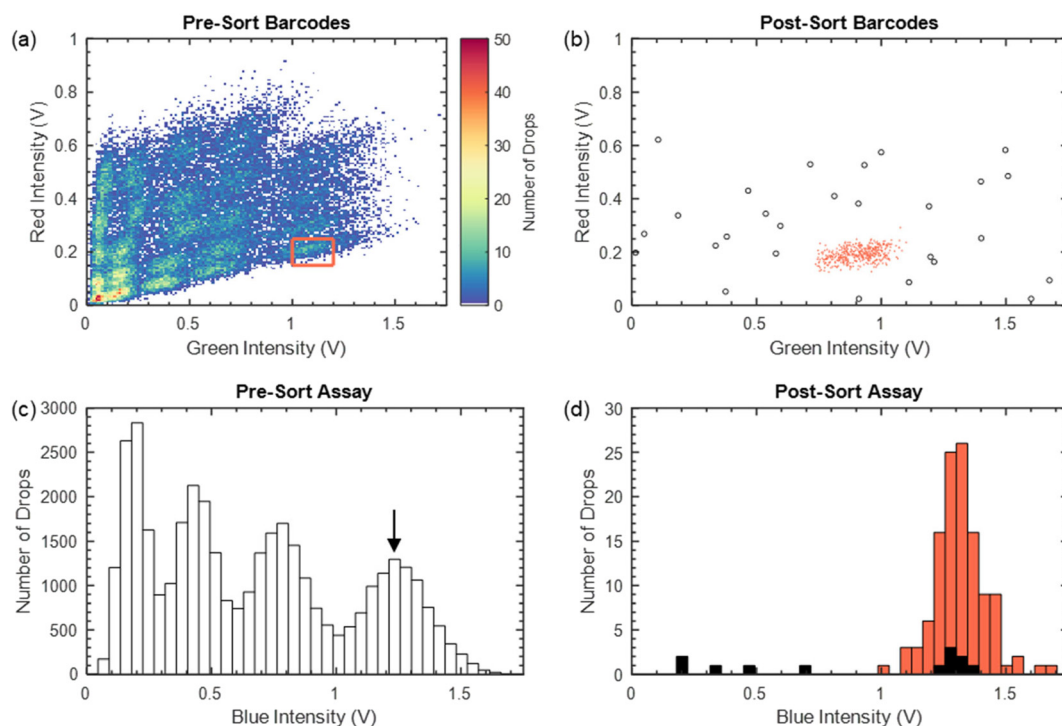 Pre-Sort Barcodes
Post-Sort Barcodes
(a)
(b)
Red Intensity (V)
1
0.8
0.6
0.4
0.2
0
0
0.5
1
1.5
Green Intensity (V)
50
40
30
20
10
0
Number of Drops
Red Intensity (V)
1
0.8
0.6
0.4
0.2
0
0
0.5
1
1.5
Green Intensity (V)
Pre-Sort Assay
Post-Sort Assay
(c)
(d)
Number of Drops
3000
2500
2000
1500
1000
500
0
0
0.5
1
1.5
Blue Intensity (V)
Number of Drops
30
25
20
15
10
5
0
0
0.5
1
1.5
Blue Intensity (V)